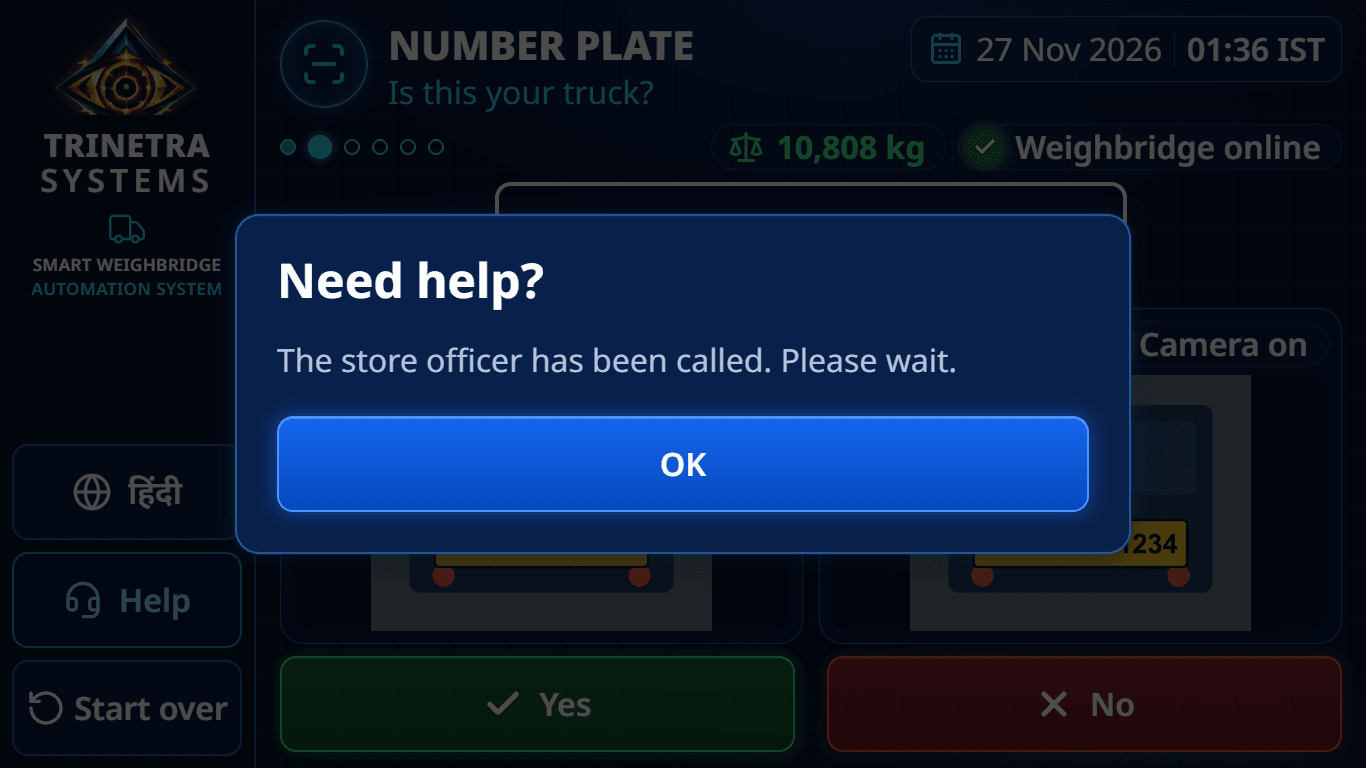 TRINETRA
SYSTEMS
SMART WEIGHBRIDGE
AUTOMATION SYSTEM
हिंदी
Help
Start over
NUMBER PLATE
Is this your truck?
27 Nov 2026 01:36 IST
10,808 kg
Weighbridge online
Camera on
Need help?
The store officer has been called. Please wait.
OK
1234
Yes
No